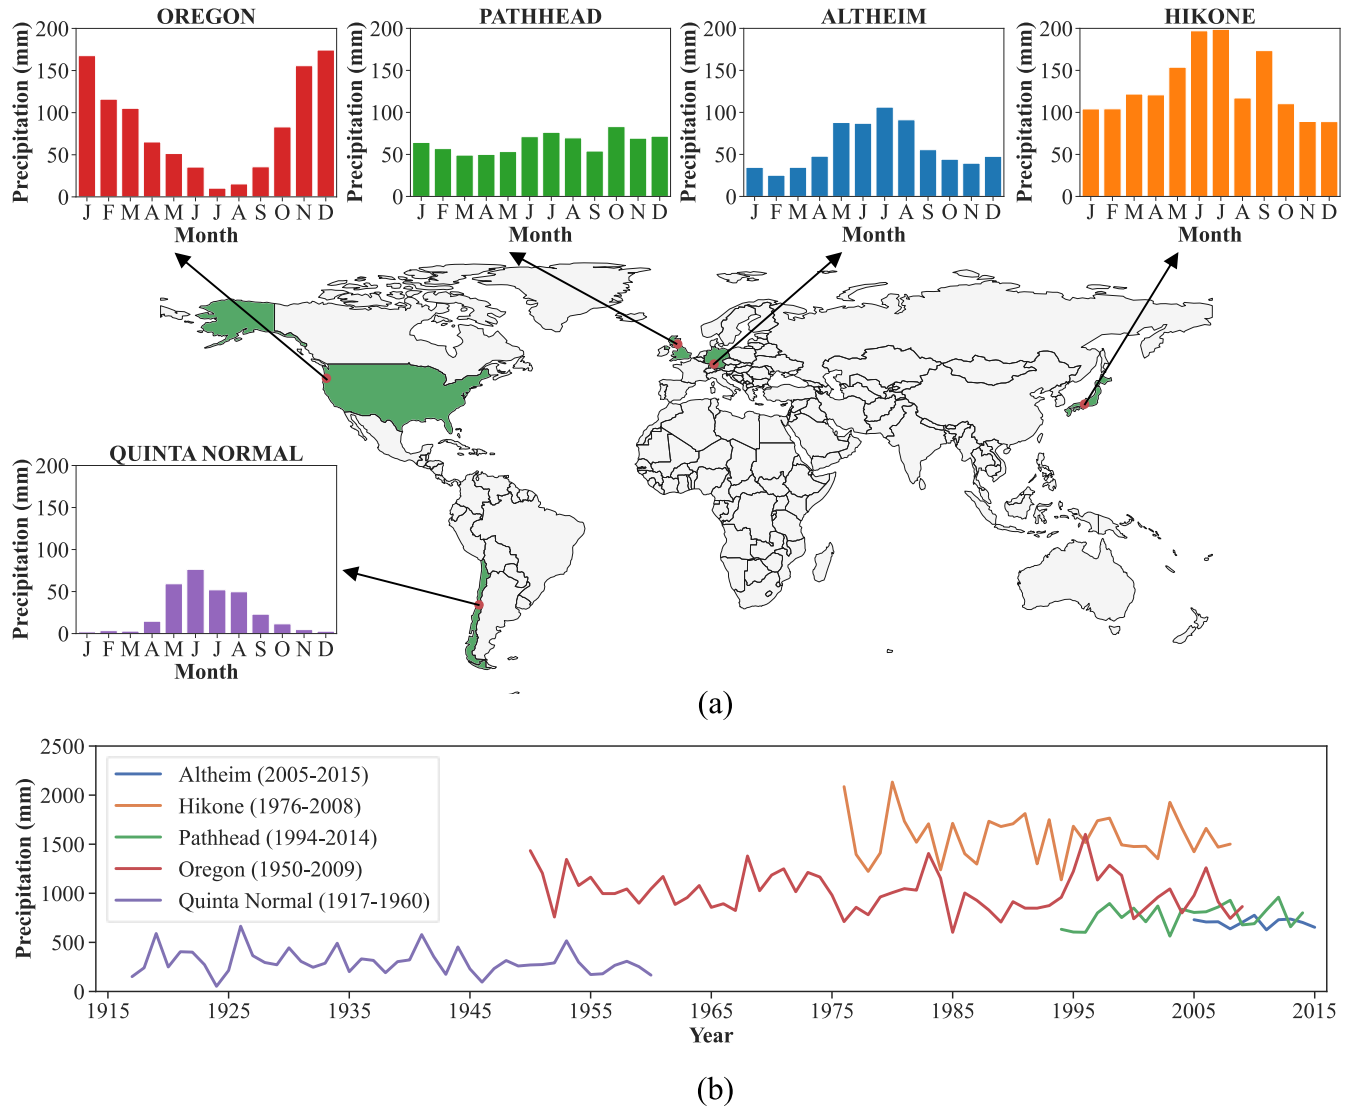 OREGON
Precipitation (mm)
200
150
100
50
0
J F M A M J J A S O N D
Month
PATHHEAD
Precipitation (mm)
200
150
100
50
0
J F M A M J J A S O N D
Month
ALTHEIM
Precipitation (mm)
200
150
100
50
0
J F M A M J J A S O N D
Month
HIKONE
Precipitation (mm)
200
150
100
50
0
J F M A M J J A S O N D
Month
QUINTA NORMAL
Precipitation (mm)
200
150
100
50
0
J F M A M J J A S O N D
Month
(a)
Precipitation (mm)
2500
2000
1500
1000
500
0
Altheim (2005-2015)
Hikone (1976-2008)
Pathhead (1994-2014)
Oregon (1950-2009)
Quinta Normal (1917-1960)
1915 1925 1935 1945 1955 1965 1975 1985 1995 2005 2015
Year
(b)